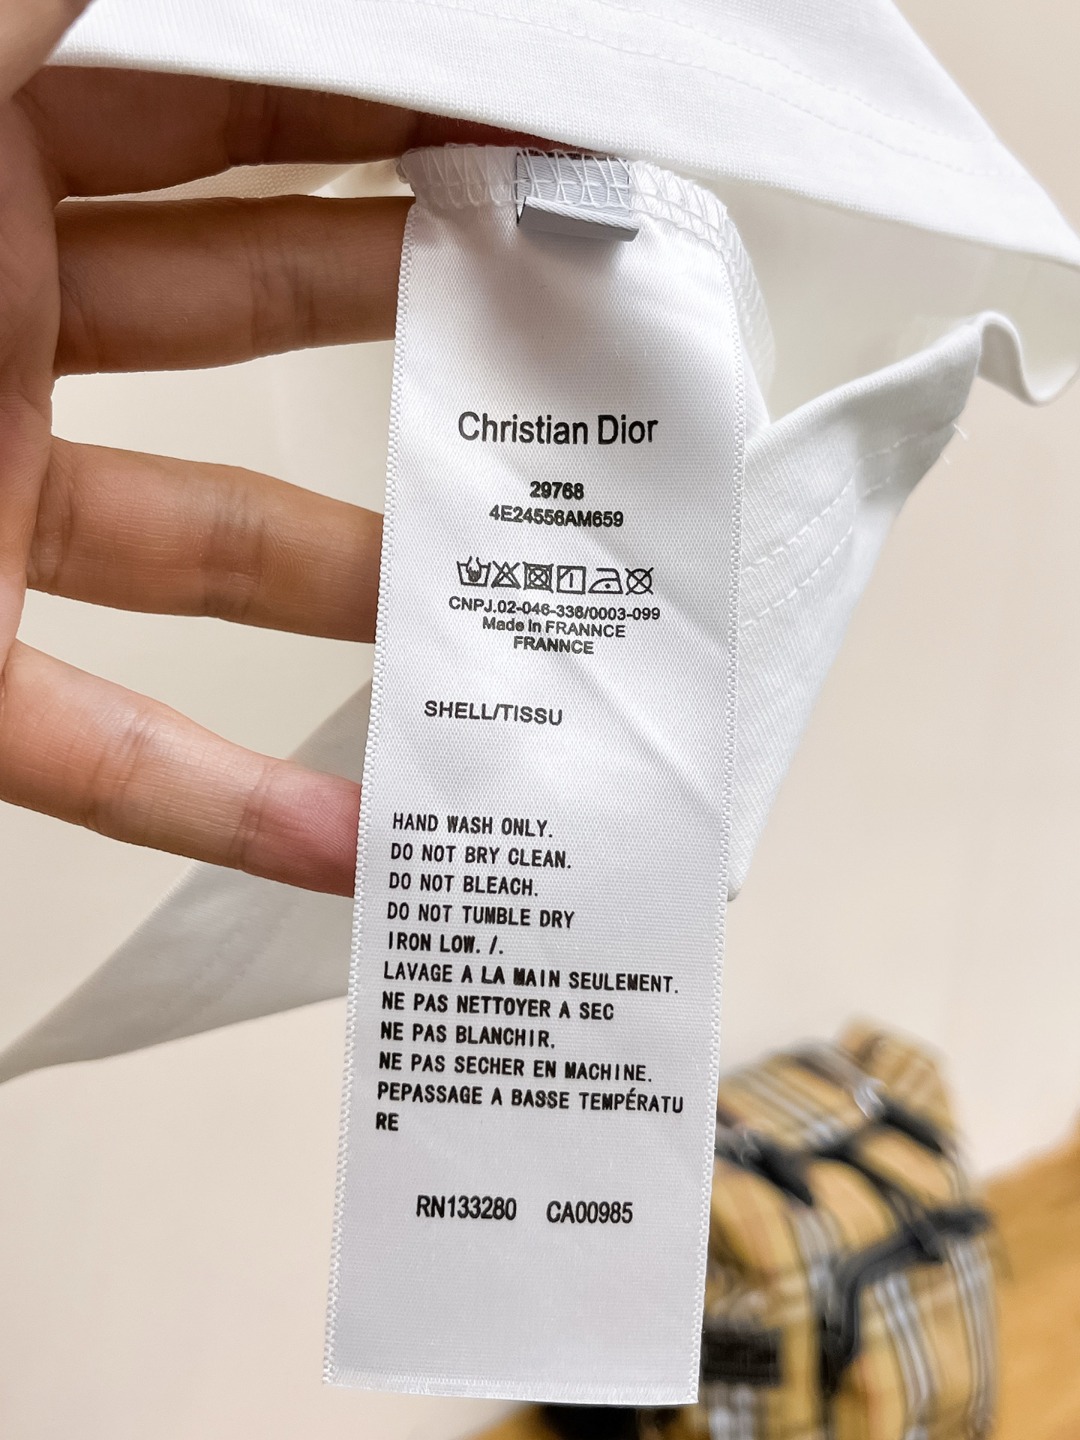 Christian Dior
29768
4E24556AM659
CNPJ.02-046-336/0003-099
Made In FRANNCE
FRANNCE
SHELL/TISSU
HAND WASH ONLY.
DO NOT BRY CLEAN.
DO NOT BLEACH.
DO NOT TUMBLE DRY
IRON LOW. /.
LAVAGE A LA MAIN SEULEMENT.
NE PAS NETTOYER A SEC
NE PAS BLANCHIR.
NE PAS SECHER EN MACHINE.
PEPASSAGE A BASSE TEMPÉRATU
RE
RN133280 CA00985